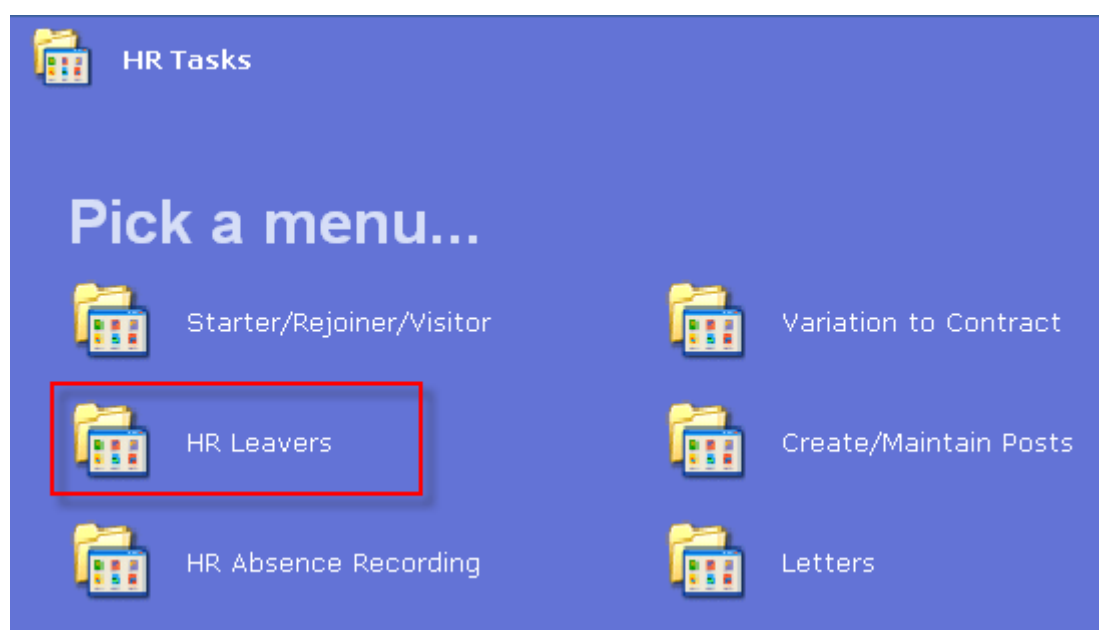 HR Tasks
Pick a menu...
Starter/Rejoiner/Visitor
Variation to Contract
HR Leavers
Create/Maintain Posts
HR Absence Recording
Letters